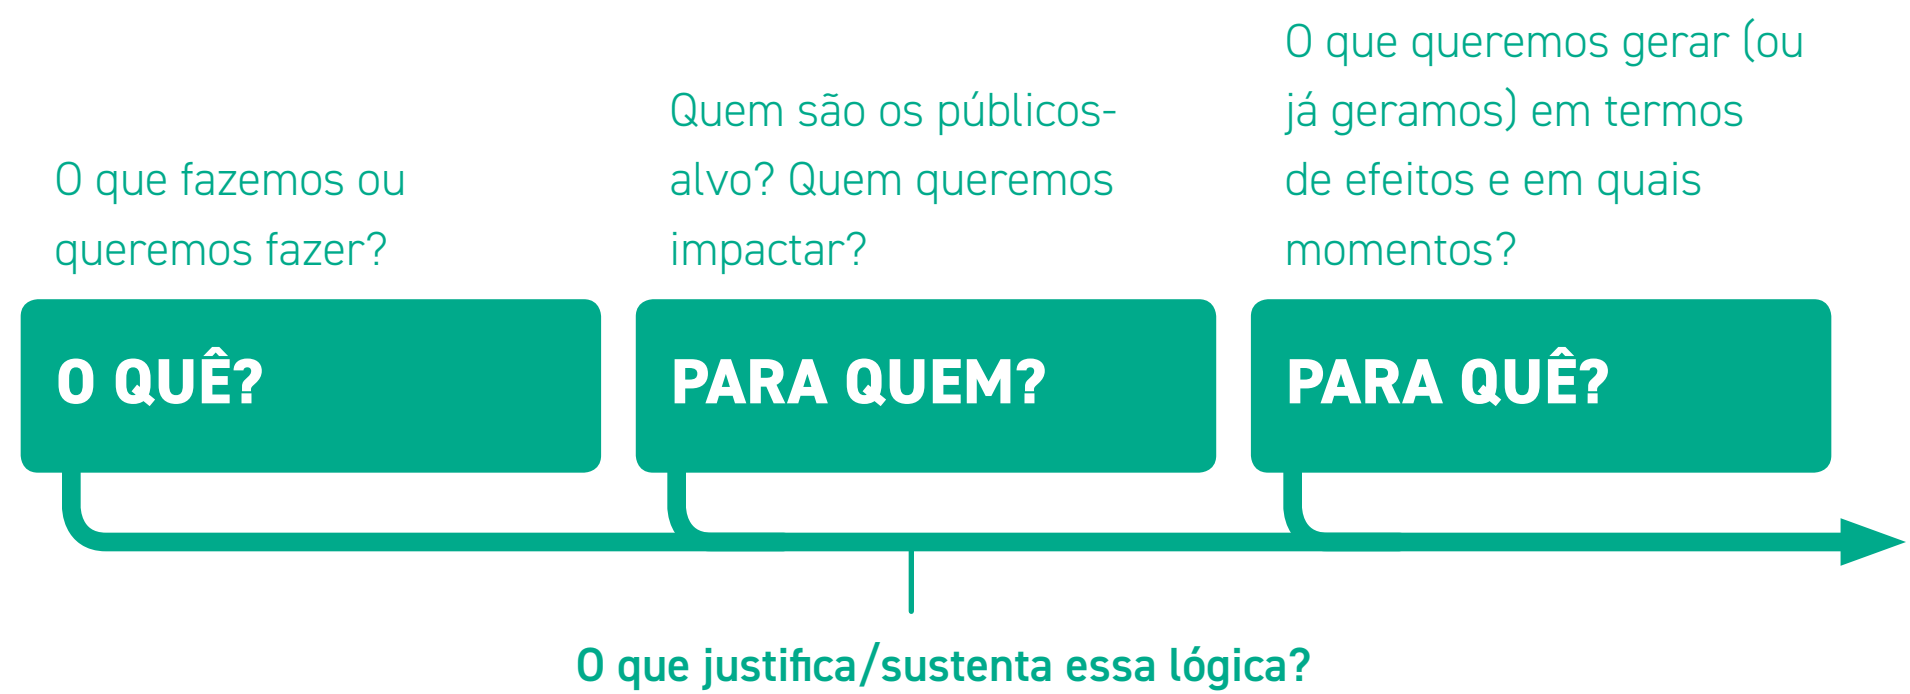 O que fazemos ou
queremos fazer?
O QUÊ?
Quem são os públicos-
alvo? Quem queremos
impactar?
PARA QUEM?
O que queremos gerar (ou
já geramos) em termos
de efeitos e em quais
momentos?
PARA QUÊ?
O que justifica/sustenta essa lógica?